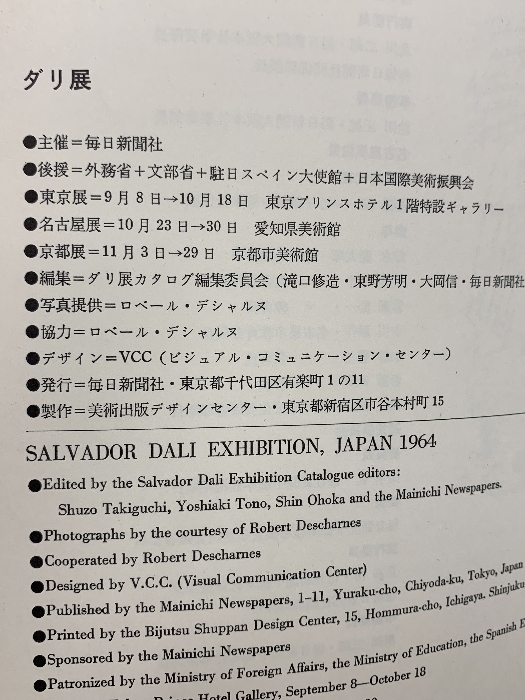 ダリ展
●主催＝毎日新聞社
●後援＝外務省＋文部省＋駐日スペイン大使館＋日本国際美術振興会
●東京展＝9月8日→10月18日　東京プリンスホテル1階特設ギャラリー
●名古屋展＝10月23日→30日　愛知県美術館
●京都展＝11月3日→29日　京都市美術館
●編集＝ダリ展カタログ編集委員会（滝口修造・東野芳明・大岡信・毎日新聞社
●写真提供＝ロベール・デシャルヌ
●協力＝ロベール・デシャルヌ
●デザイン＝VCC（ビジュアル・コミュニケーション・センター）
●発行＝毎日新聞社・東京都千代田区有楽町1の11
●製作＝美術出版デザインセンター・東京都新宿区市谷本村町15
SALVADOR DALI EXHIBITION, JAPAN 1964
●Edited by the Salvador Dali Exhibition Catalogue editors:
Shuzo Takiguchi, Yoshiaki Tono, Shin Ohoka and the Mainichi Newspapers.
●Photographs by the courtesy of Robert Descharnes
●Cooperated by Robert Descharnes
●Designed by V.C.C. (Visual Communication Center)
●Published by the Mainichi Newspapers, 1-11, Yuraku-cho, Chiyoda-ku, Tokyo, Japan
●Printed by the Bijutsu Shuppan Design Center, 15, Hommura-cho, Ichigaya. Shinjuku
●Sponsored by the Mainichi Newspapers
●Patronized by the Ministry of Foreign Affairs, the Ministry of Education, the Spanish E
Hotel Gallery, September 8—October 18